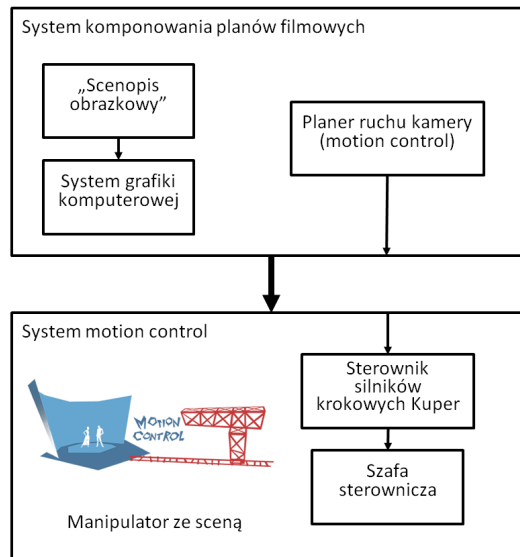 System komponowania planów filmowych
„Scenopis
obrazkowy”
System grafiki
komputerowej
Planer ruchu kamery
(motion control)
System motion control
MOTION
CONTROL
Manipulator ze sceną
Sterownik
silników
krokowych Kuper
Szafa
sterownicza